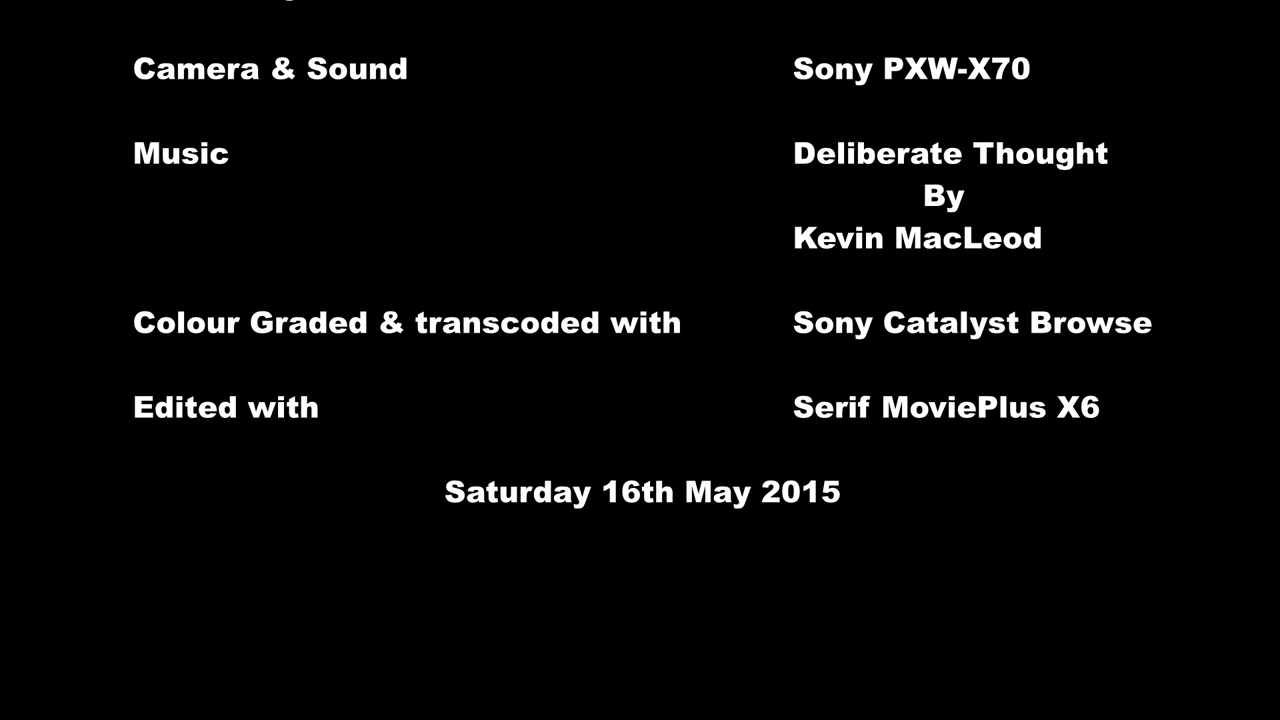 Camera & Sound Sony PXW-X70
Music Deliberate Thought
By
Kevin MacLeod
Colour Graded & transcoded with Sony Catalyst Browse
Edited with Serif MoviePlus X6
Saturday 16th May 2015